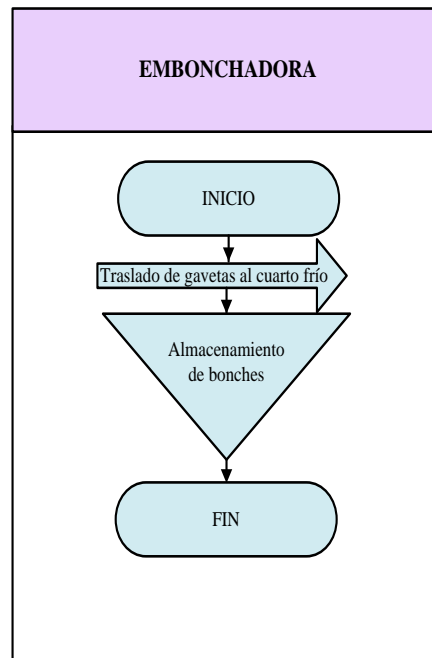 EMBONCHADORA
INICIO
Traslado de gavetas al cuarto frío
Almacenamiento
de bonches
FIN